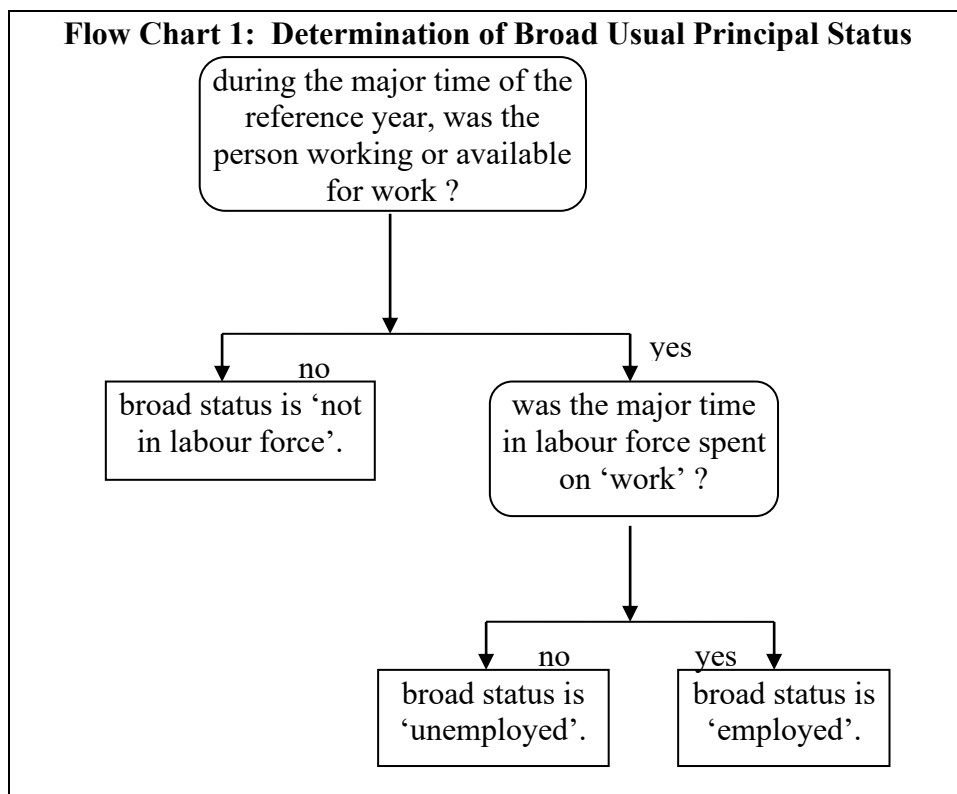 Flow Chart 1: Determination of Broad Usual Principal Status
during the major time of the
reference year, was the
person working or available
for work ?
no
yes
broad status is ‘not
in labour force’.
was the major time
in labour force spent
on ‘work’ ?
no
yes
broad status is
‘unemployed’.
broad status is
‘employed’.